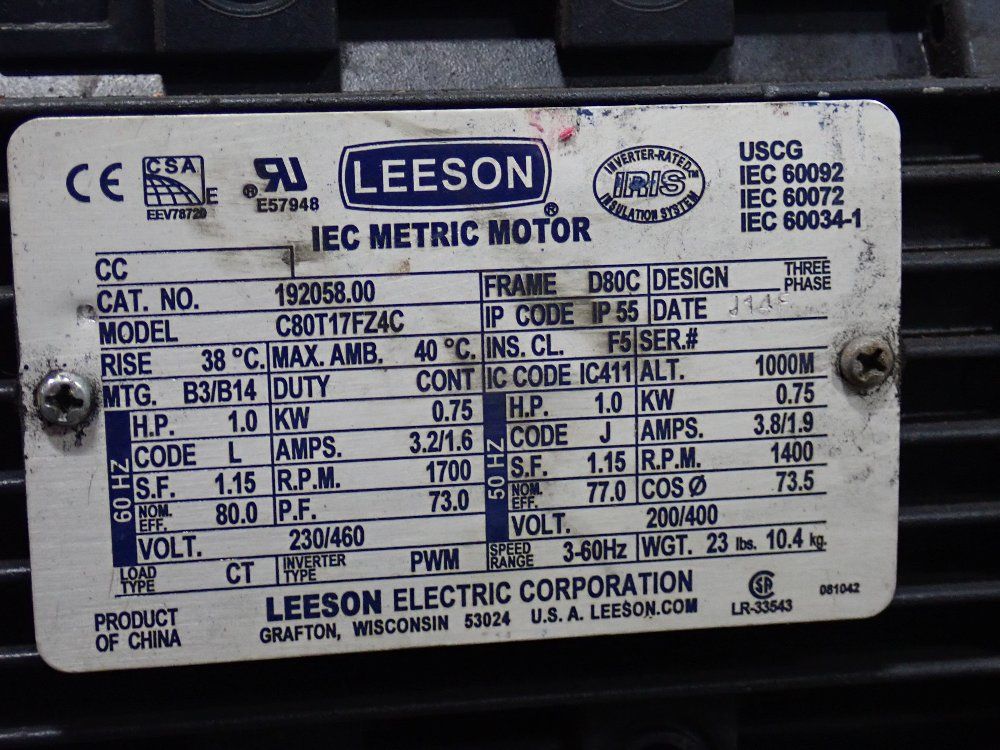 CE CSA E EEV78720
®RU E57948
LEESON®
INVERTER-RATED IRIS INSULATION SYSTEM
USCG
IEC 60092
IEC 60072
IEC 60034-1
IEC METRIC MOTOR
CC
CAT. NO. 192058.00 FRAME D80C DESIGN THREE PHASE
MODEL C80T17FZ4C IP CODE IP 55 DATE
RISE 38 °C. MAX. AMB. 40 °C. INS. CL. F5 SER.#
MTG. B3/B14 DUTY CONT IC CODE IC411 ALT. 1000M
60 HZ H.P. 1.0 KW 0.75 50 HZ H.P. 1.0 KW 0.75
CODE L AMPS. 3.2/1.6 CODE J AMPS. 3.8/1.9
S.F. 1.15 R.P.M. 1700 S.F. 1.15 R.P.M. 1400
NOM. EFF. 80.0 P.F. 73.0 NOM. EFF. 77.0 COS Ø 73.5
VOLT. 230/460 VOLT. 200/400
LOAD TYPE CT INVERTER TYPE PWM SPEED RANGE 3-60Hz WGT. 23 lbs. 10.4 kg.
PRODUCT OF CHINA
LEESON ELECTRIC CORPORATION
GRAFTON, WISCONSIN 53024 U.S.A. LEESON.COM
SA LR-33543
081042